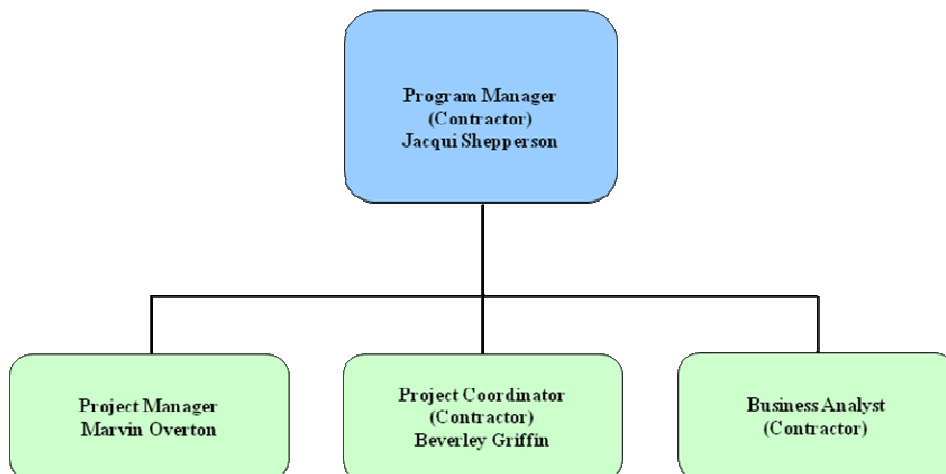 Program Manager
(Contractor)
Jacqui Shepperson
Project Manager
Marvin Overton
Project Coordinator
(Contractor)
Beverley Griffin
Business Analyst
(Contractor)